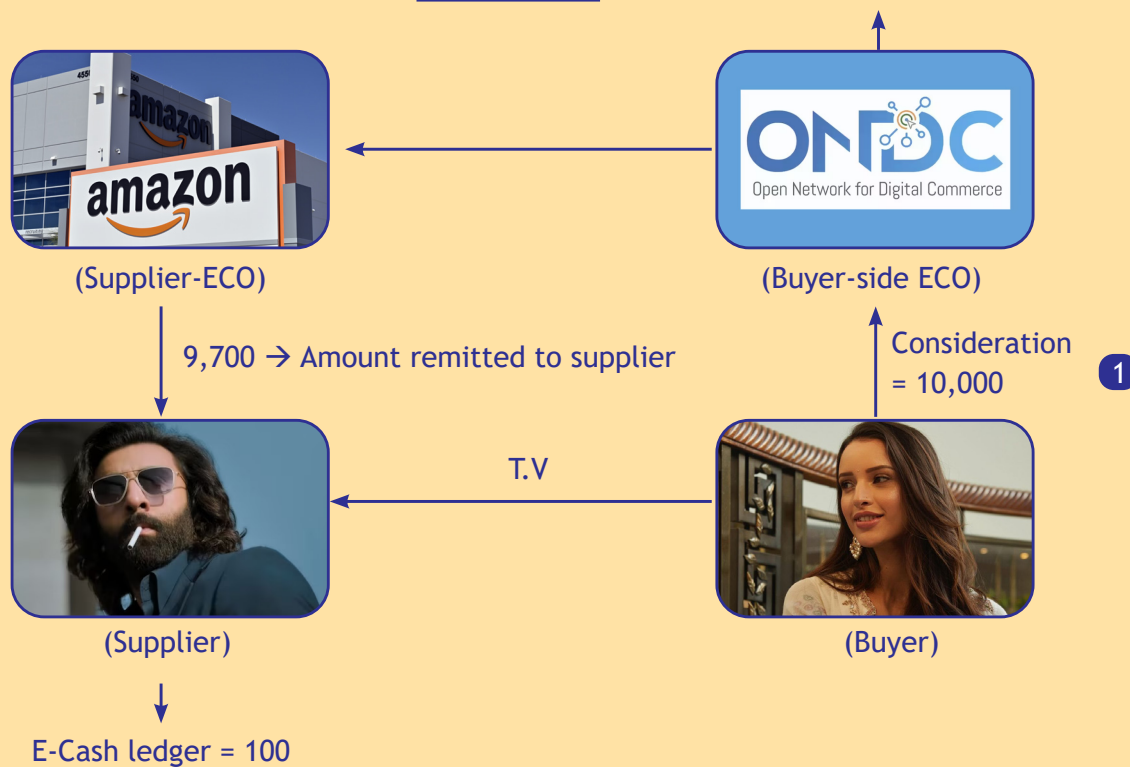 4550
amazon
amazon
ONDC
Open Network for Digital Commerce
(Supplier-ECO)
(Buyer-side ECO)
9,700 → Amount remitted to supplier
Consideration
= 10,000
1
T.V
(Supplier)
(Buyer)
E-Cash ledger = 100